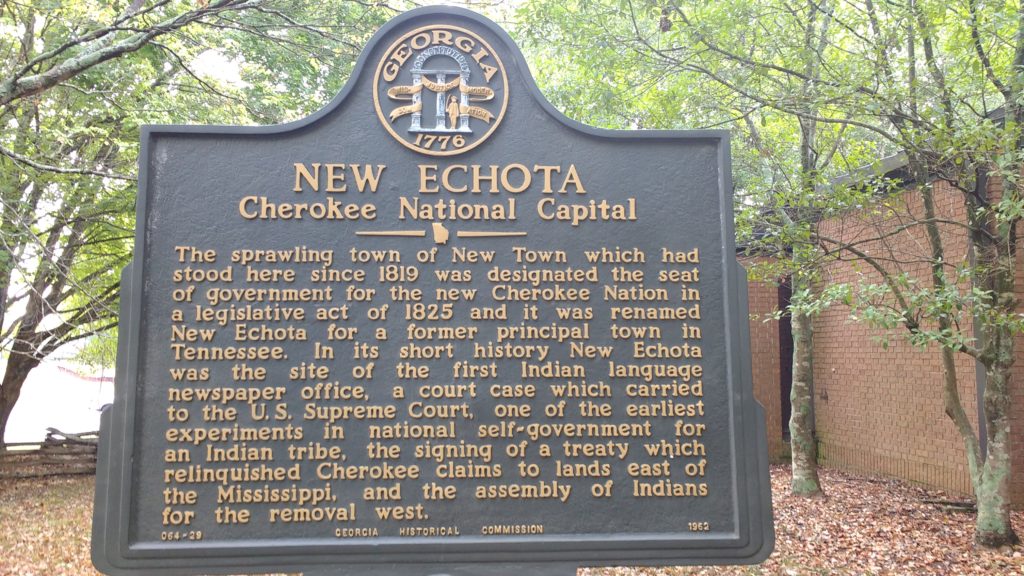 GEORGIA
1776
NEW ECHOTA
Cherokee National Capital
The sprawling town of New Town which had
stood here since 1819 was designated the seat
of government for the new Cherokee Nation in
a legislative act of 1825 and it was renamed
New Echota for a former principal town in
Tennessee. In its short history New Echota
was the site of the first Indian language
newspaper office, a court case which carried
to the U.S. Supreme Court, one of the earliest
experiments in national self-government for
an Indian tribe, the signing of a treaty which
relinquished Cherokee claims to lands east of
the Mississippi, and the assembly of Indians
for the removal west.
064-29 GEORGIA HISTORICAL COMMISSION 1962